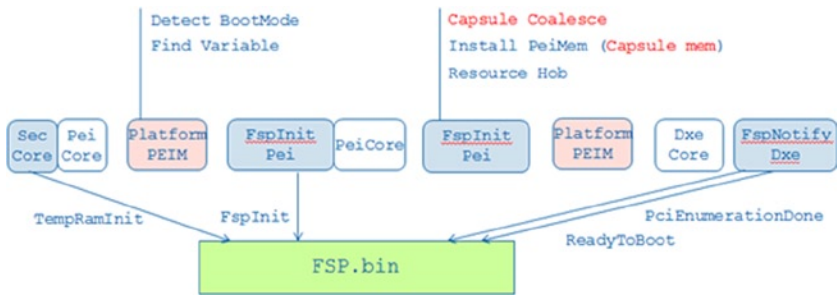 Detect BootMode
Find Variable
Capsule Coalesce
Install PeiMem (Capsule mem)
Resource Hob
Sec Core
Pei Core
Platform PEIM
FspInit Pei
PeiCore
FspInit Pei
Platform PEIM
Dxe Core
FspNotify Dxe
TempRamInit
FspInit
PciEnumerationDone
ReadyToBoot
FSP.bin